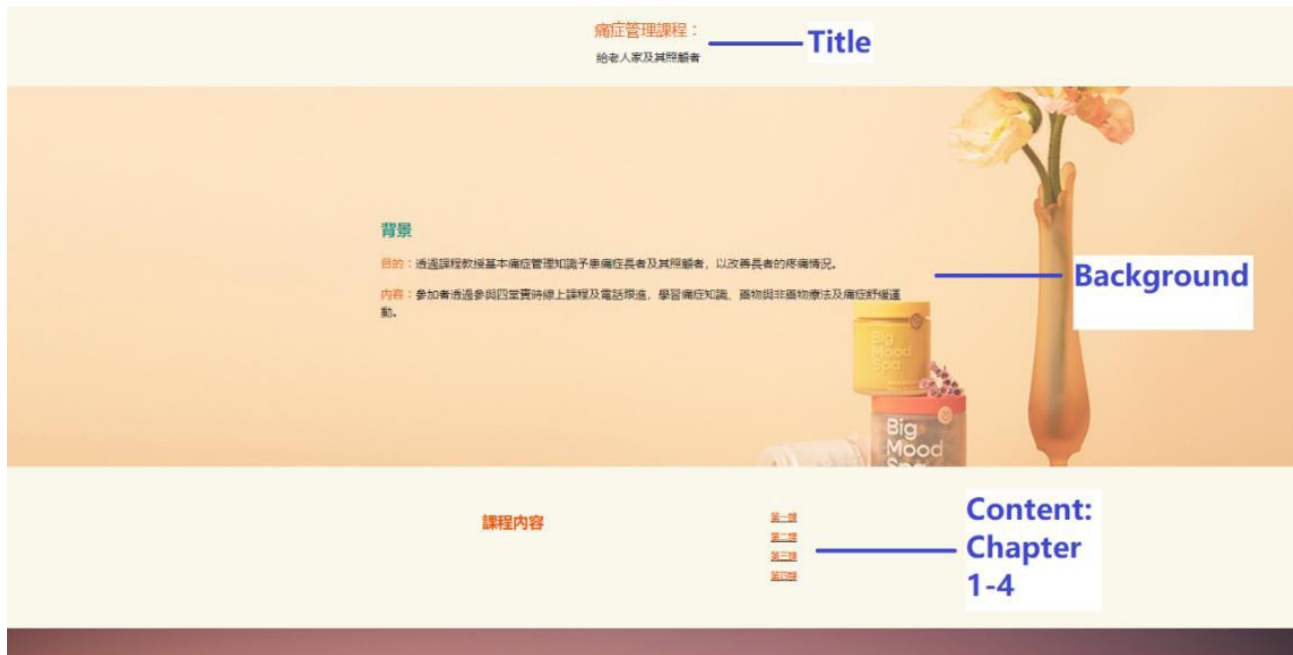 痛症管理課程：
給老人家及其照顧者
Title
背景
目的：透過課程教授基本痛症管理知識予患痛症長者及其照顧者，以改善長者的疼痛情況。
內容：參加者透過參與四堂實時線上課程及電話跟進，學習痛症知識、藥物與非藥物療法及痛症舒緩運
動。
Background
Big
Mood
Spa
Big
Mood
Spa
課程內容
第一課
第二課
第三課
第四課
Content:
Chapter
1-4